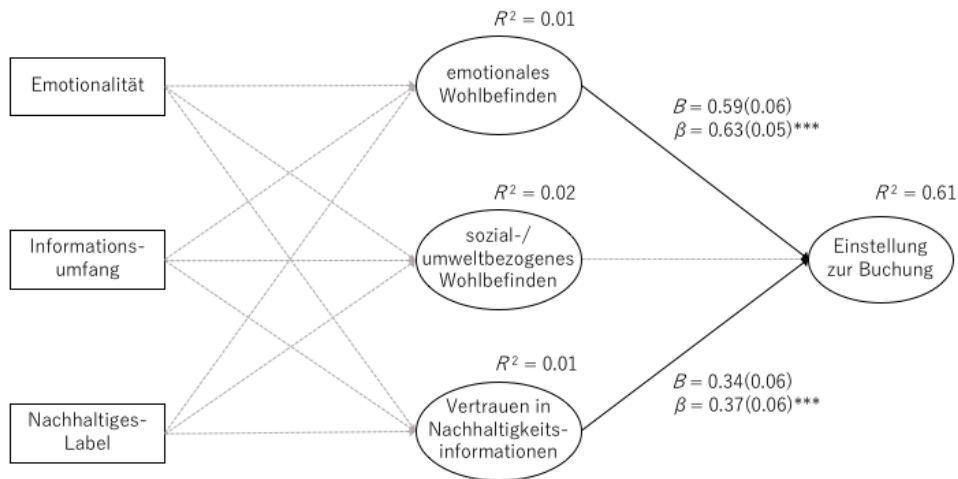 R² = 0.01
Emotionalität
emotionales
Wohlbefinden
B = 0.59(0.06)
β = 0.63(0.05)***
R² = 0.02
R² = 0.61
Informations-
umfang
sozial-/
umweltbezogenes
Wohlbefinden
Einstellung
zur Buchung
R² = 0.01
B = 0.34(0.06)
β = 0.37(0.06)***
Nachhaltiges-
Label
Vertrauen in
Nachhaltigkeits-
informationen